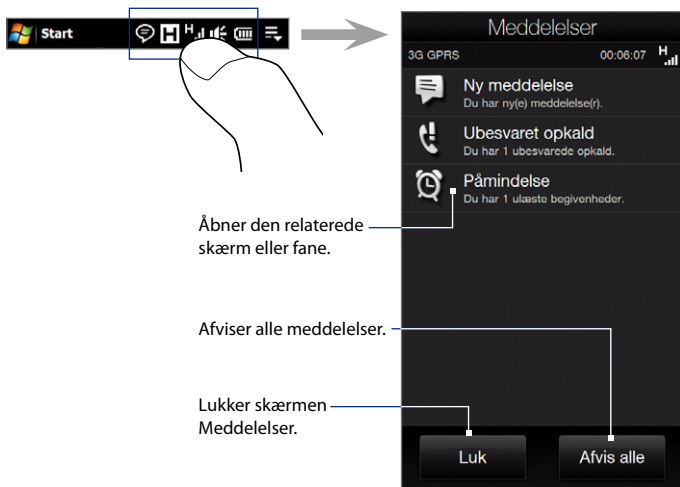 Start
H
H
Meddelelser
3G GPRS 00:06:07 H
Ny meddelelse
Du har ny(e) meddelelse(r).
Ubesvaret opkald
Du har 1 ubesvarede opkald.
Påmindelse
Du har 1 ulæste begivenheder.
Åbner den relaterede
skærm eller fane.
Afviser alle meddelelser.
Lukker skærmen
Meddelelser.
Luk Afvis alle